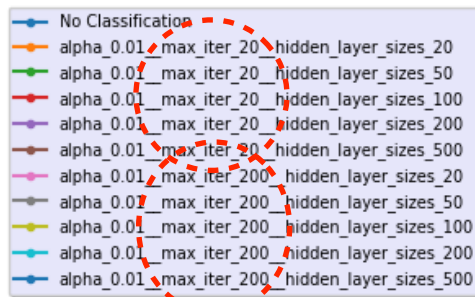 No Classification
alpha_0.01__max_iter_20__hidden_layer_sizes_20
alpha_0.01__max_iter_20__hidden_layer_sizes_50
alpha_0.01__max_iter_20__hidden_layer_sizes_100
alpha_0.01__max_iter_20__hidden_layer_sizes_200
alpha_0.01__max_iter_20__hidden_layer_sizes_500
alpha_0.01__max_iter_200__hidden_layer_sizes_20
alpha_0.01__max_iter_200__hidden_layer_sizes_50
alpha_0.01__max_iter_200__hidden_layer_sizes_100
alpha_0.01__max_iter_200__hidden_layer_sizes_200
alpha_0.01__max_iter_200__hidden_layer_sizes_500